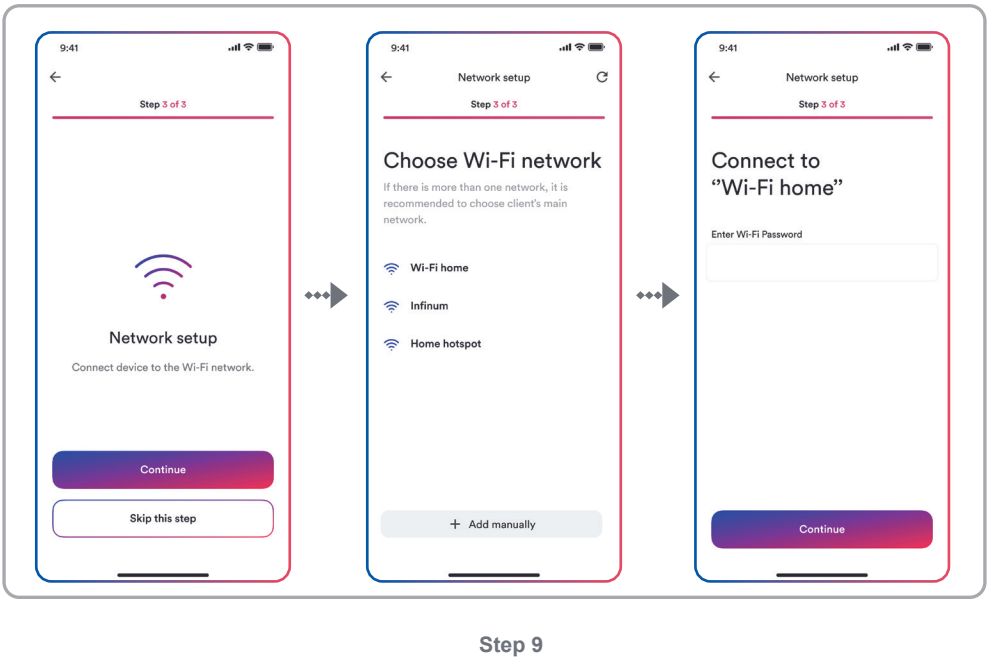 9:41
Step 3 of 3
Network setup
Connect device to the Wi-Fi network.
Continue
Skip this step
9:41
Network setup
Step 3 of 3
Choose Wi-Fi network
If there is more than one network, it is
recommended to choose client's main
network.
Wi-Fi home
Infinum
Home hotspot
+ Add manually
9:41
Network setup
Step 3 of 3
Connect to
‘’Wi-Fi home”
Enter Wi-Fi Password
Continue
Step 9